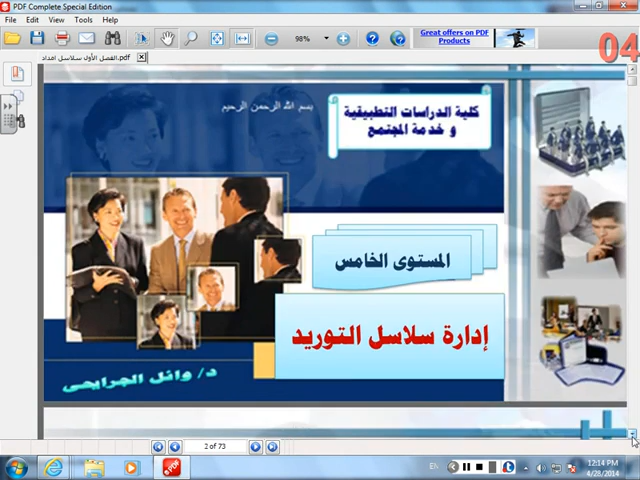 PDF Complete Special Edition
File Edit View Tools Help
98%
Great offers on PDF
Products
04
الفصل الأول سلاسل امداد.pdf
بسم الله الرحمن الرحيم
كلية الدراسات التطبيقية
و خدمة المجتمع
المستوى الخامس
إدارة سلاسل التوريد
د/ وائل الجرايحى
2 of 73
EN
12:14 PM
4/28/2014